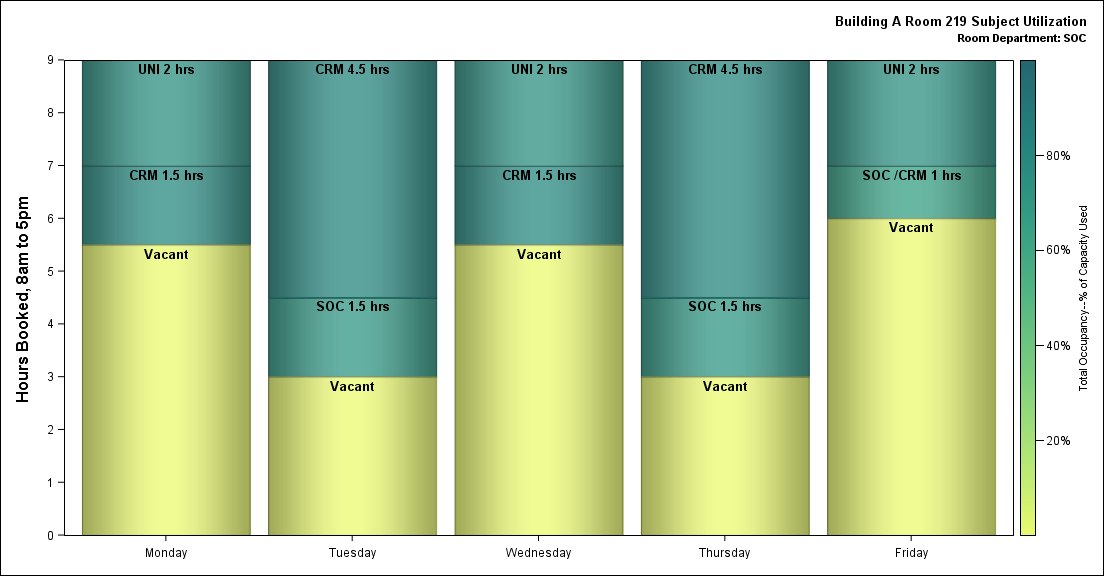 Building A Room 219 Subject Utilization
Room Department: SOC
Hours Booked, 8am to 5pm
9
8
7
6
5
4
3
2
1
0
UNI 2 hrs
CRM 1.5 hrs
Vacant
CRM 4.5 hrs
SOC 1.5 hrs
Vacant
UNI 2 hrs
CRM 1.5 hrs
Vacant
CRM 4.5 hrs
SOC 1.5 hrs
Vacant
UNI 2 hrs
SOC /CRM 1 hrs
Vacant
Monday
Tuesday
Wednesday
Thursday
Friday
80%
60%
40%
20%
Total Occupancy--% of Capacity Used